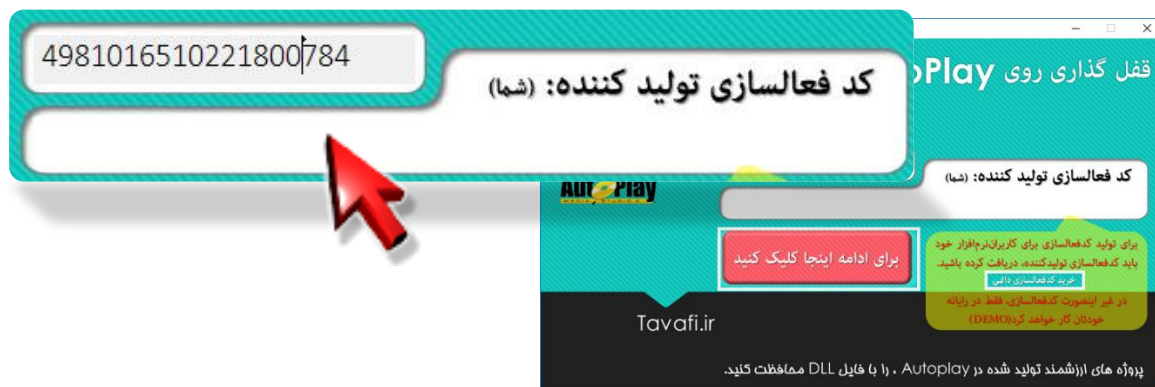 4981016510221800784
کد فعالسازی تولید کننده: (شما)
قفل گذاری روی Play
کد فعالسازی تولید کننده: (شما)
AutoPlay
MEDIA STUDIO
برای ادامه اینجا کلیک کنید
برای تولید کدفعالسازی برای کاربران‌نرم‌افزار خود
باید کدفعالسازی تولیدکننده، دریافت کرده باشید.
خرید کدفعالسازی دائمی
در غیر اینصورت کدفعالسازی، فقط در رایانه
خودتان کار خواهد کرد(DEMO)
Tavafi.ir
پروژه های ارزشمند تولید شده در Autoplay ، را با فایل DLL محافظت کنید.